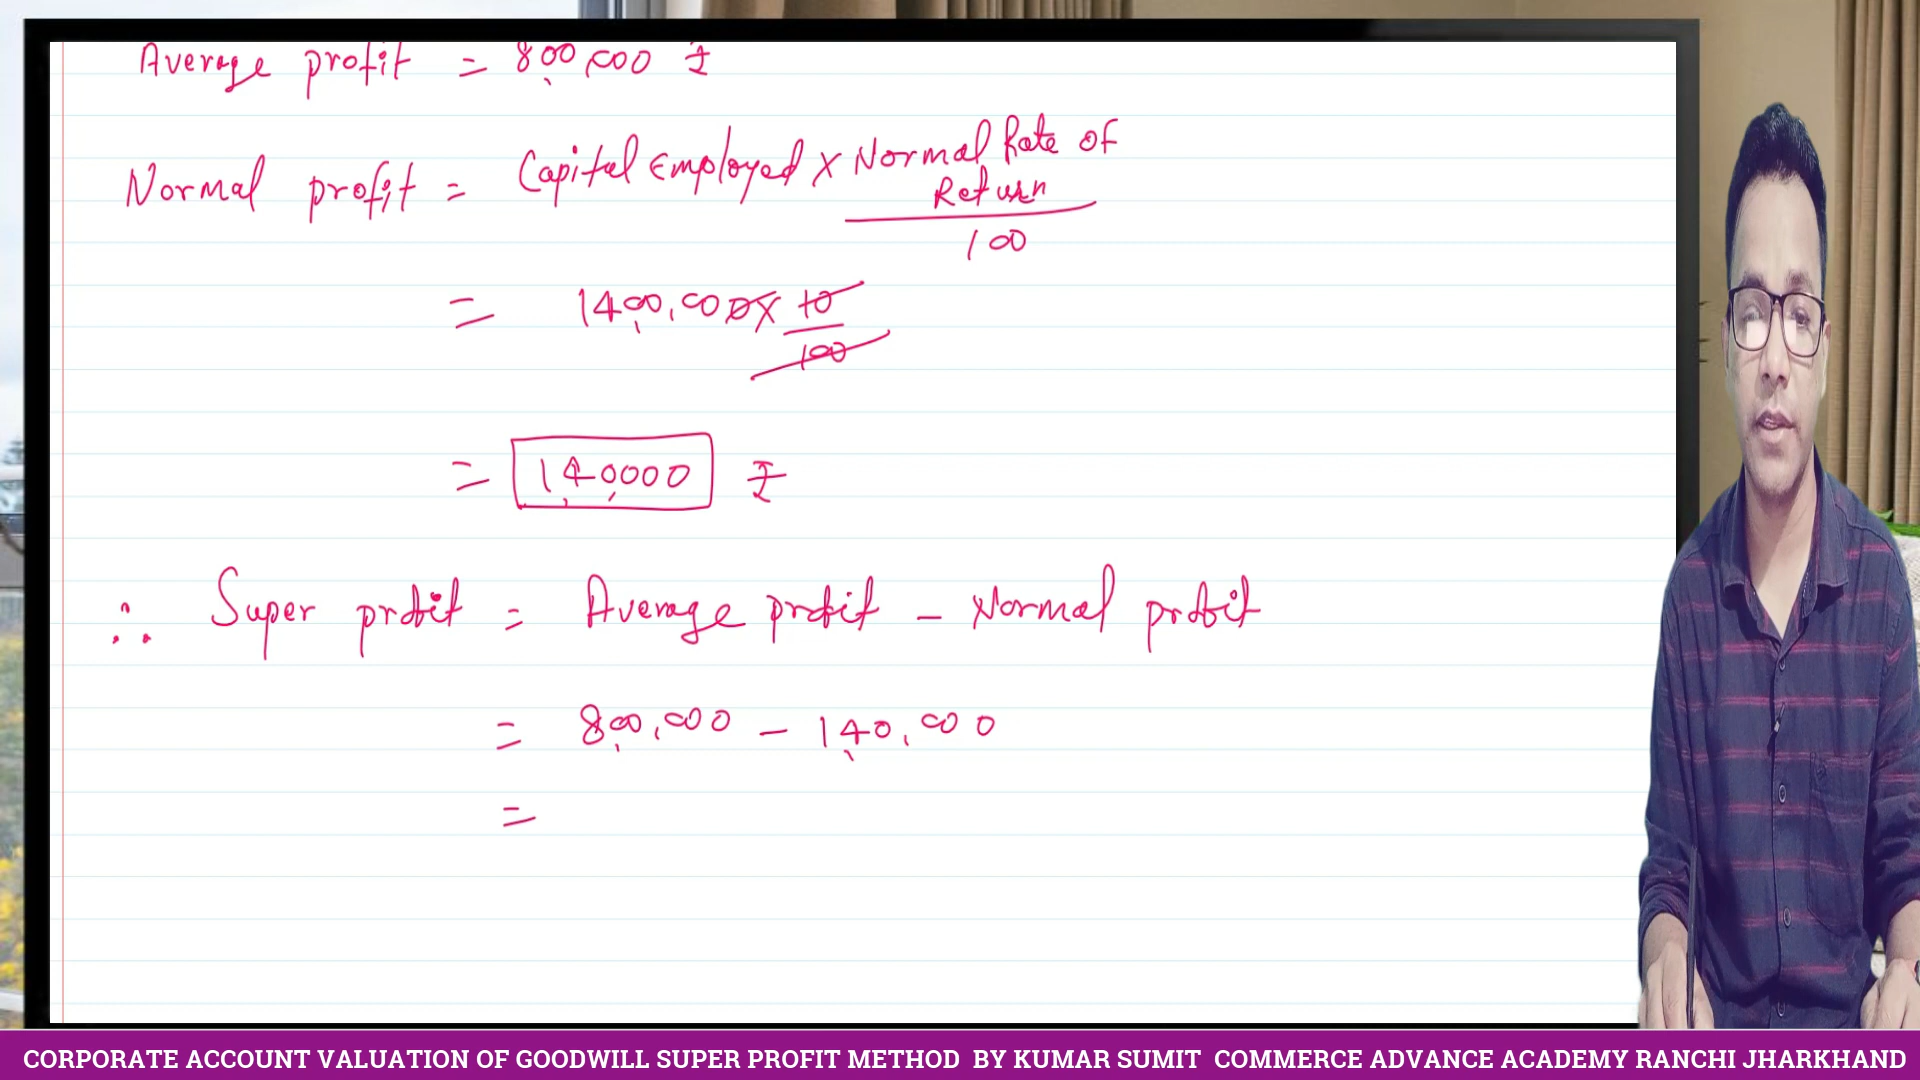 Average profit = 800,000 ₹
Normal profit = Capital Employed × Normal Rate of
Return
100
= 1400,000 × 10
100
= 140000 ₹
∴ Super profit = Average profit - Normal profit
= 800,000 - 140,000
=
CORPORATE ACCOUNT VALUATION OF GOODWILL SUPER PROFIT METHOD BY KUMAR SUMIT COMMERCE ADVANCE ACADEMY RANCHI JHARKHAND